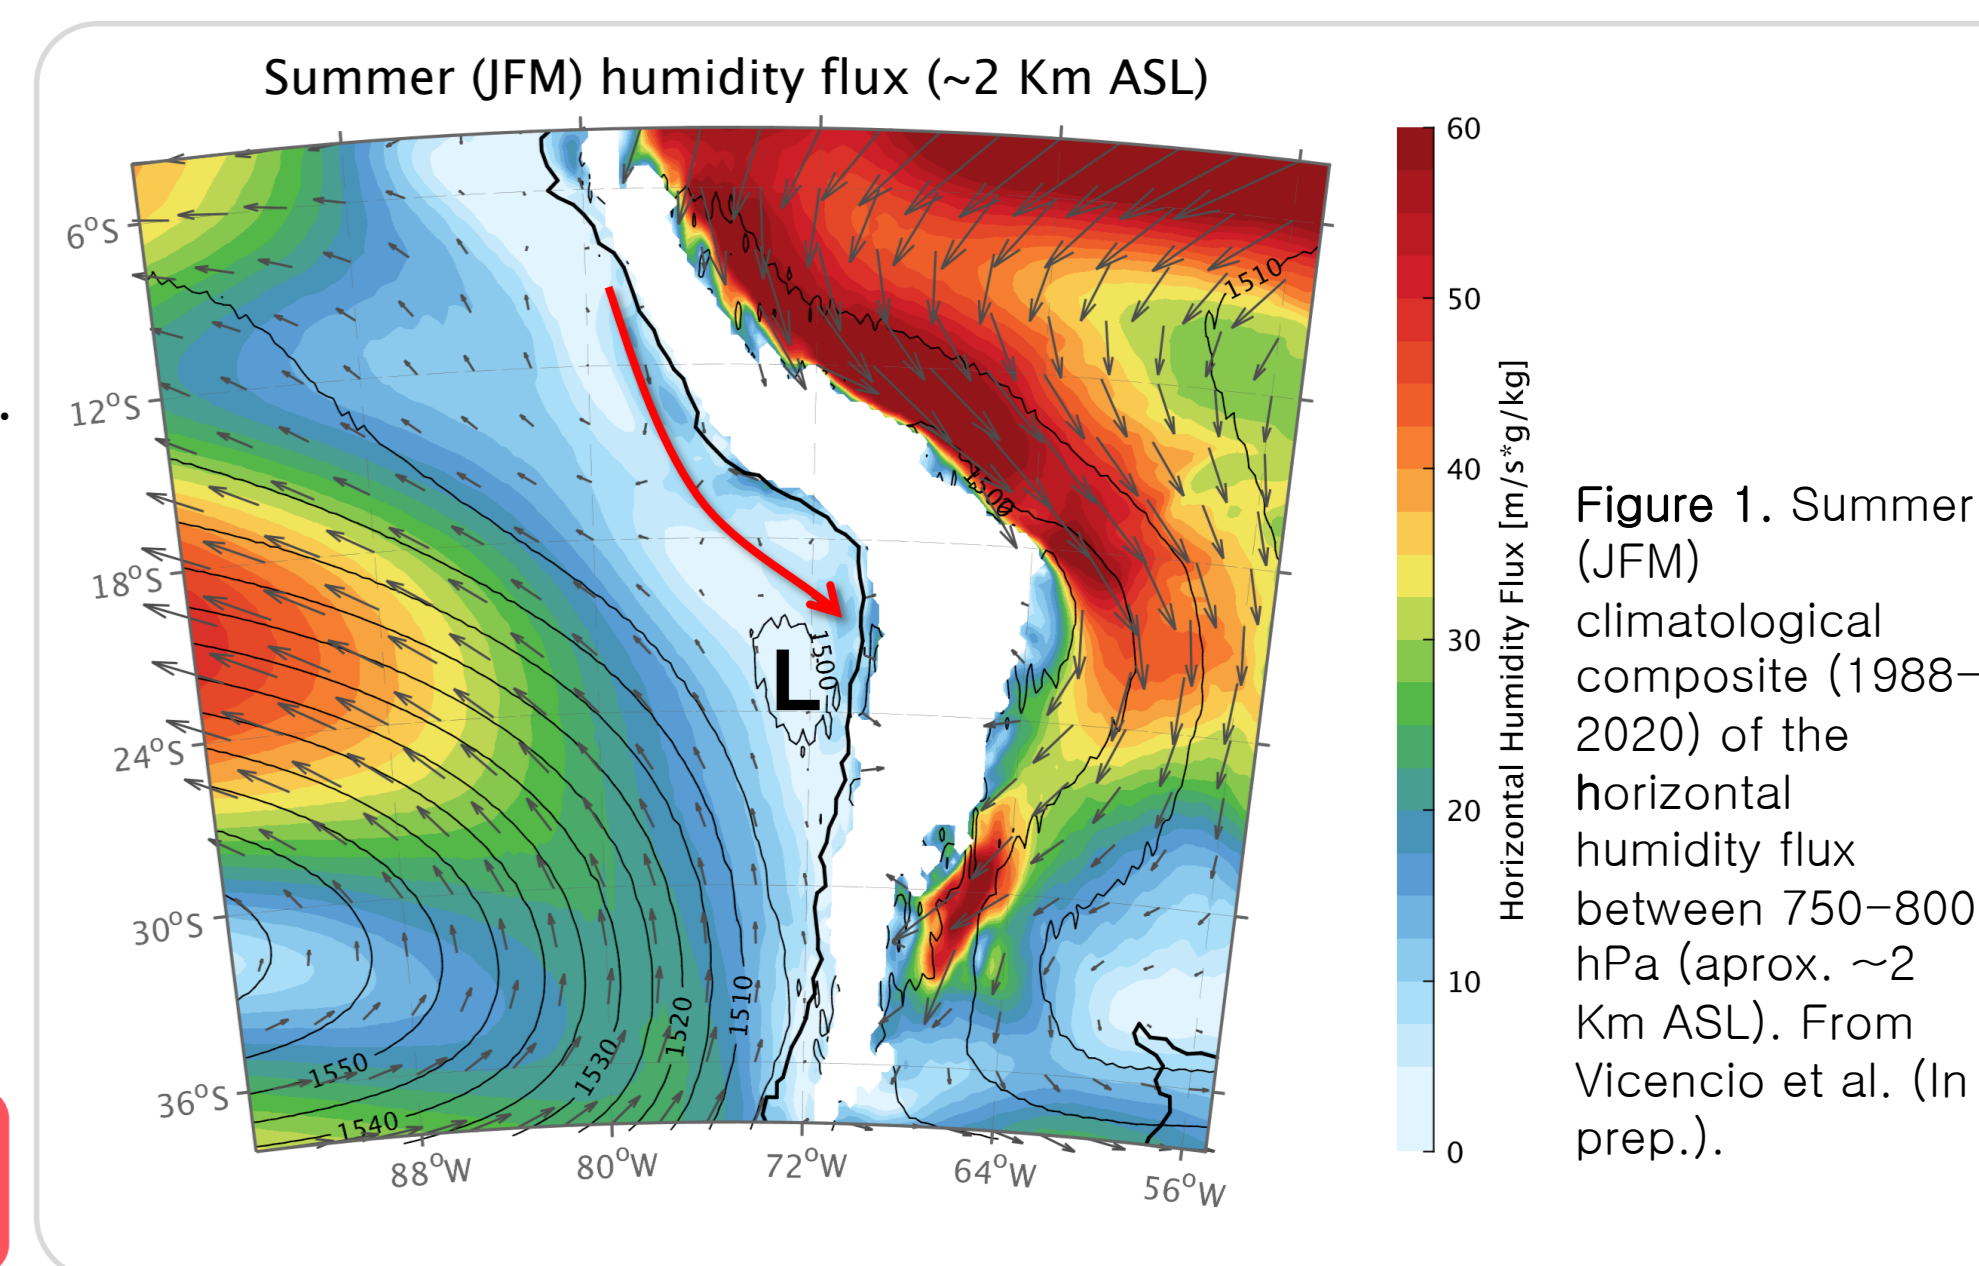 Summer (JFM) humidity flux (~2 Km ASL)
6°S
12°S
18°S
24°S
30°S
36°S
88°W
80°W
72°W
64°W
56°W
1510
1500
1500
L
1510
1520
1530
1550
1540
60
50
40
30
20
10
0
Horizontal Humidity Flux [m/s*g/kg]
Figure 1. Summer
(JFM)
climatological
composite (1988-
2020) of the
horizontal
humidity flux
between 750-800
hPa (aprox. ~2
Km ASL). From
Vicencio et al. (In
prep.).